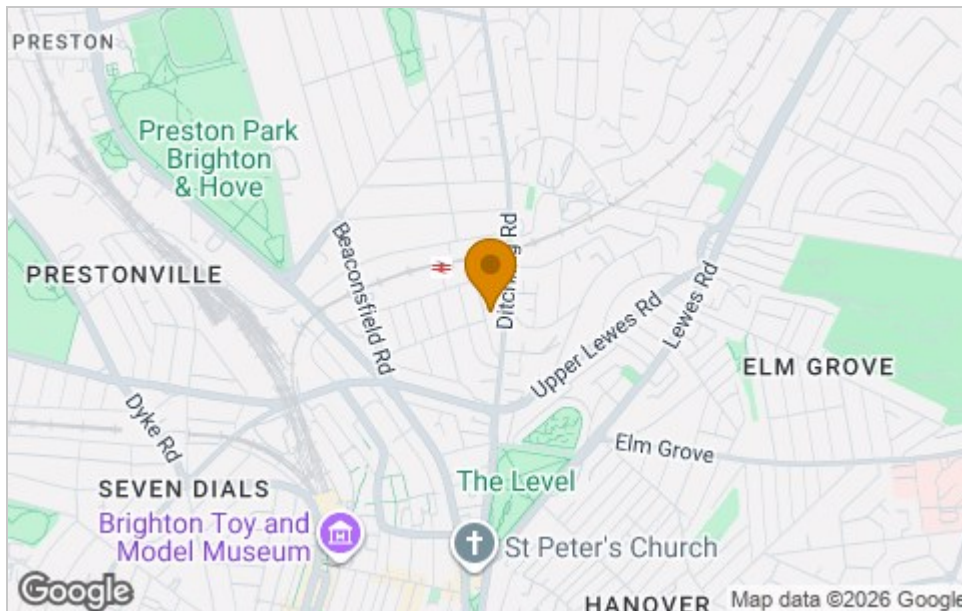 PRESTON
Preston Park
Brighton
& Hove
Beaconsfield Rd
Ditchling Rd
PRESTONVILLE
Upper Lewes Rd
Lewes Rd
ELM GROVE
Dyke Rd
Elm Grove
SEVEN DIALS
The Level
Brighton Toy and
Model Museum
St Peter's Church
HANOVER
Google
Map data ©2026 Google